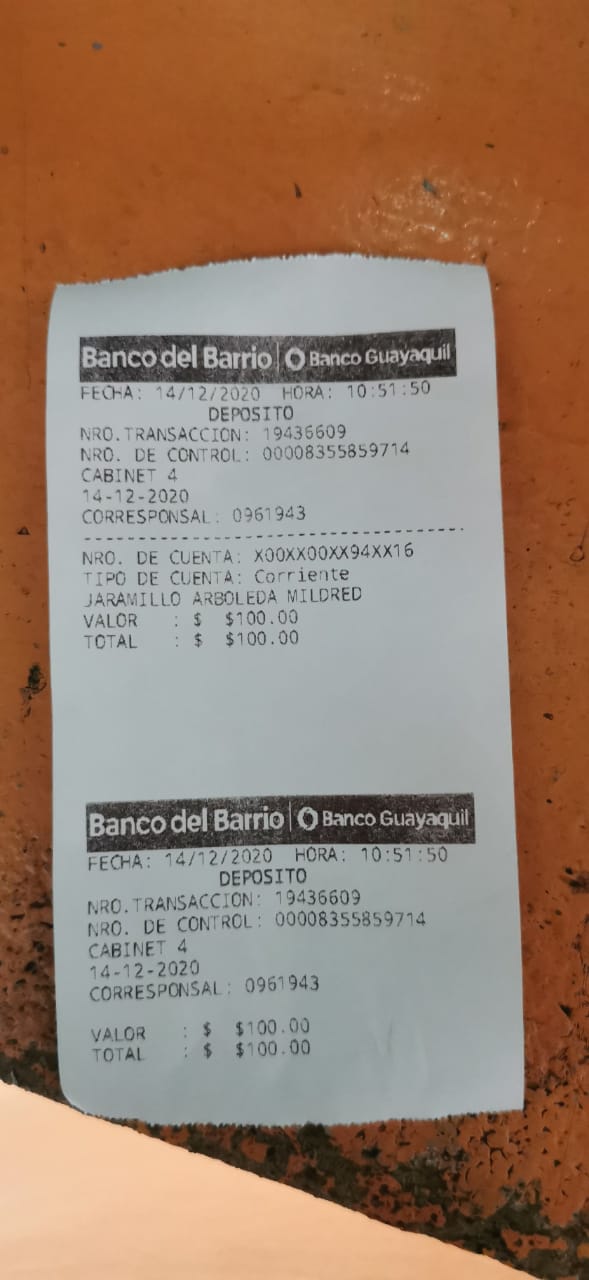 Banco del Barrio | Banco Guayaquil
FECHA: 14/12/2020 HORA: 10:51:50
DEPOSITO
NRO.TRANSACCION: 19436609
NRO. DE CONTROL: 00008355859714
CABINET 4
14-12-2020
CORRESPONSAL: 0961943
NRO. DE CUENTA: X00XX00XX94XX16
TIPO DE CUENTA: Corriente
JARAMILLO ARBOLEDA MILDRED
VALOR : $ $100.00
TOTAL : $ $100.00
Banco del Barrio | Banco Guayaquil
FECHA: 14/12/2020 HORA: 10:51:50
DEPOSITO
NRO.TRANSACCION: 19436609
NRO. DE CONTROL: 00008355859714
CABINET 4
14-12-2020
CORRESPONSAL: 0961943
VALOR : $ $100.00
TOTAL : $ $100.00